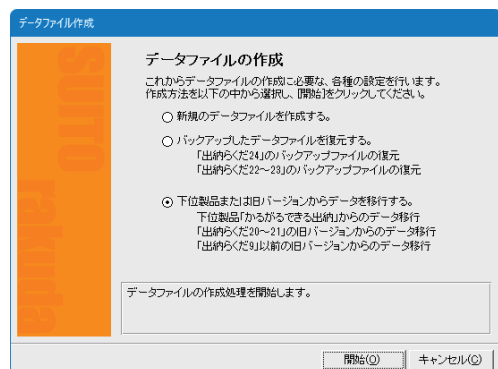 データファイル作成
SUITO
rakuda
データファイルの作成
これからデータファイルの作成に必要な、各種の設定を行います。
作成方法を以下の中から選択し、[開始]をクリックしてください。
新規のデータファイルを作成する。
バックアップしたデータファイルを復元する。
「出納らくだ24」のバックアップファイルの復元
「出納らくだ22～23」のバックアップファイルの復元
下位製品または旧バージョンからデータを移行する。
下位製品「かるがるできる出納」からのデータ移行
「出納らくだ20～21」の旧バージョンからのデータ移行
「出納らくだ9」以前の旧バージョンからのデータ移行
データファイルの作成処理を開始します。
開始(O)
キャンセル(C)